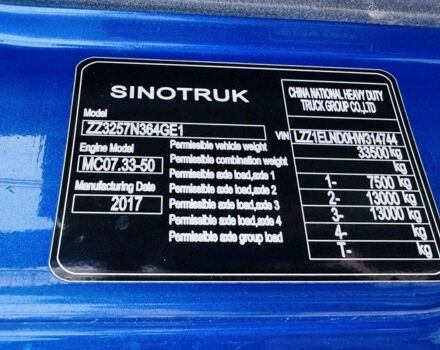 SINOTRUK
CHINA NATIONAL HEAVY DUTY
TRUCK GROUP CO.,LTD
Model
ZZ3257N364GE1
VIN LZZ1ELND0HW314744
Engine Model
MC07.33-50
Manufacturing Date
2017
Permissible vehicle weight 33500 kg
Permissible combination weight kg
Permissible axle load,axle 1 1- 7500 kg
Permissible axle load,axle 2 2- 13000 kg
Permissible axle load,axle 3 3- 13000 kg
Permissible axle load,axle 4 4- kg
Permissible axle group load T- kg